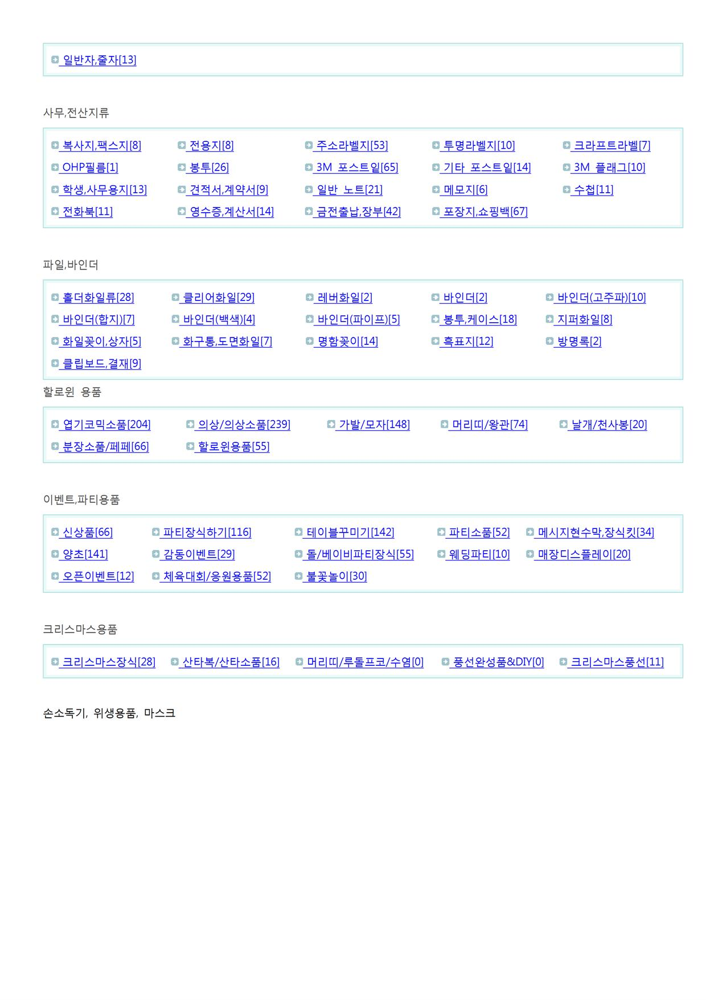 일반자,줄자[13]
사무,전산지류
복사지,팩스지[8] 전용지[8] 주소라벨지[53] 투명라벨지[10] 크라프트라벨[7]
OHP필름[1] 봉투[26] 3M 포스트잍[65] 기타 포스트잍[14] 3M 플래그[10]
학생,사무용지[13] 견적서,계약서[9] 일반 노트[21] 메모지[6] 수첩[11]
전화북[11] 영수증,계산서[14] 금전출납,장부[42] 포장지,쇼핑백[67]
파일,바인더
홀더화일류[28] 클리어화일[29] 레버화일[2] 바인더[2] 바인더(고주파)[10]
바인더(합지)[7] 바인더(백색)[4] 바인더(파이프)[5] 봉투,케이스[18] 지퍼화일[8]
화일꽂이,상자[5] 화구통,도면화일[7] 명함꽂이[14] 흑표지[12] 방명록[2]
클립보드,결재[9]
할로윈 용품
엽기코믹소품[204] 의상/의상소품[239] 가발/모자[148] 머리띠/왕관[74] 날개/천사봉[20]
분장소품/페페[66] 할로윈용품[55]
이벤트,파티용품
신상품[66] 파티장식하기[116] 테이블꾸미기[142] 파티소품[52] 메시지현수막,장식킷[34]
양초[141] 감동이벤트[29] 돌/베이비파티장식[55] 웨딩파티[10] 매장디스플레이[20]
오픈이벤트[12] 체육대회/응원용품[52] 불꽃놀이[30]
크리스마스용품
크리스마스장식[28] 산타복/산타소품[16] 머리띠/루돌프코/수염[0] 풍선완성품&DIY[0] 크리스마스풍선[11]
손소독기, 위생용품, 마스크